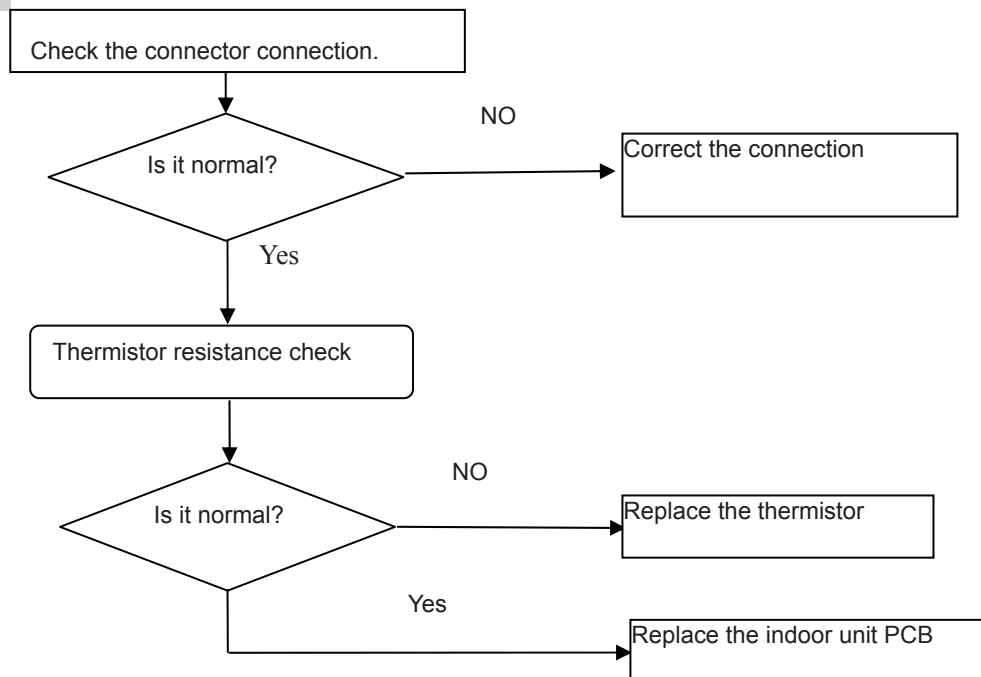 Check the connector connection.
NO
Is it normal?
Correct the connection
Yes
Thermistor resistance check
NO
Is it normal?
Replace the thermistor
Yes
Replace the indoor unit PCB